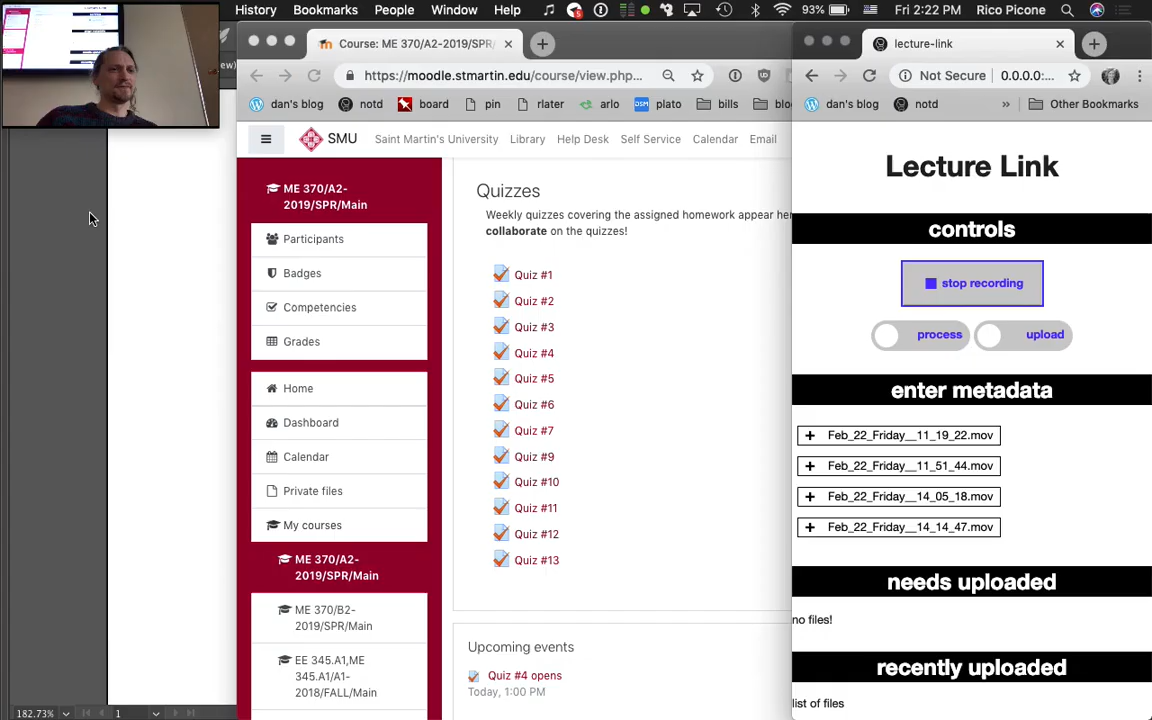 History Bookmarks People Window Help 93% Fri 2:22 PM Rico Picone
Course: ME 370/A2-2019/SPR/
https://moodle.stmartin.edu/course/view.php...
dan's blog notd board pin rlater arlo plato bills
SMU Saint Martin's University Library Help Desk Self Service Calendar Email
ME 370/A2-
2019/SPR/Main
Participants
Badges
Competencies
Grades
Home
Dashboard
Calendar
Private files
My courses
ME 370/A2-
2019/SPR/Main
ME 370/B2-
2019/SPR/Main
EE 345.A1,ME
345.A1/A1-
2018/FALL/Main
Quizzes
Weekly quizzes covering the assigned homework appear
collaborate on the quizzes!
Quiz #1
Quiz #2
Quiz #3
Quiz #4
Quiz #5
Quiz #6
Quiz #7
Quiz #9
Quiz #10
Quiz #11
Quiz #12
Quiz #13
Upcoming events
Quiz #4 opens
Today, 1:00 PM
lecture-link
Not Secure 0.0.0.0:...
dan's blog notd » Other Bookmarks
Lecture Link
controls
stop recording
process upload
enter metadata
Feb_22_Friday__11_19_22.mov
Feb_22_Friday__11_51_44.mov
Feb_22_Friday__14_05_18.mov
Feb_22_Friday__14_14_47.mov
needs uploaded
no files!
recently uploaded
list of files
182.73% 1